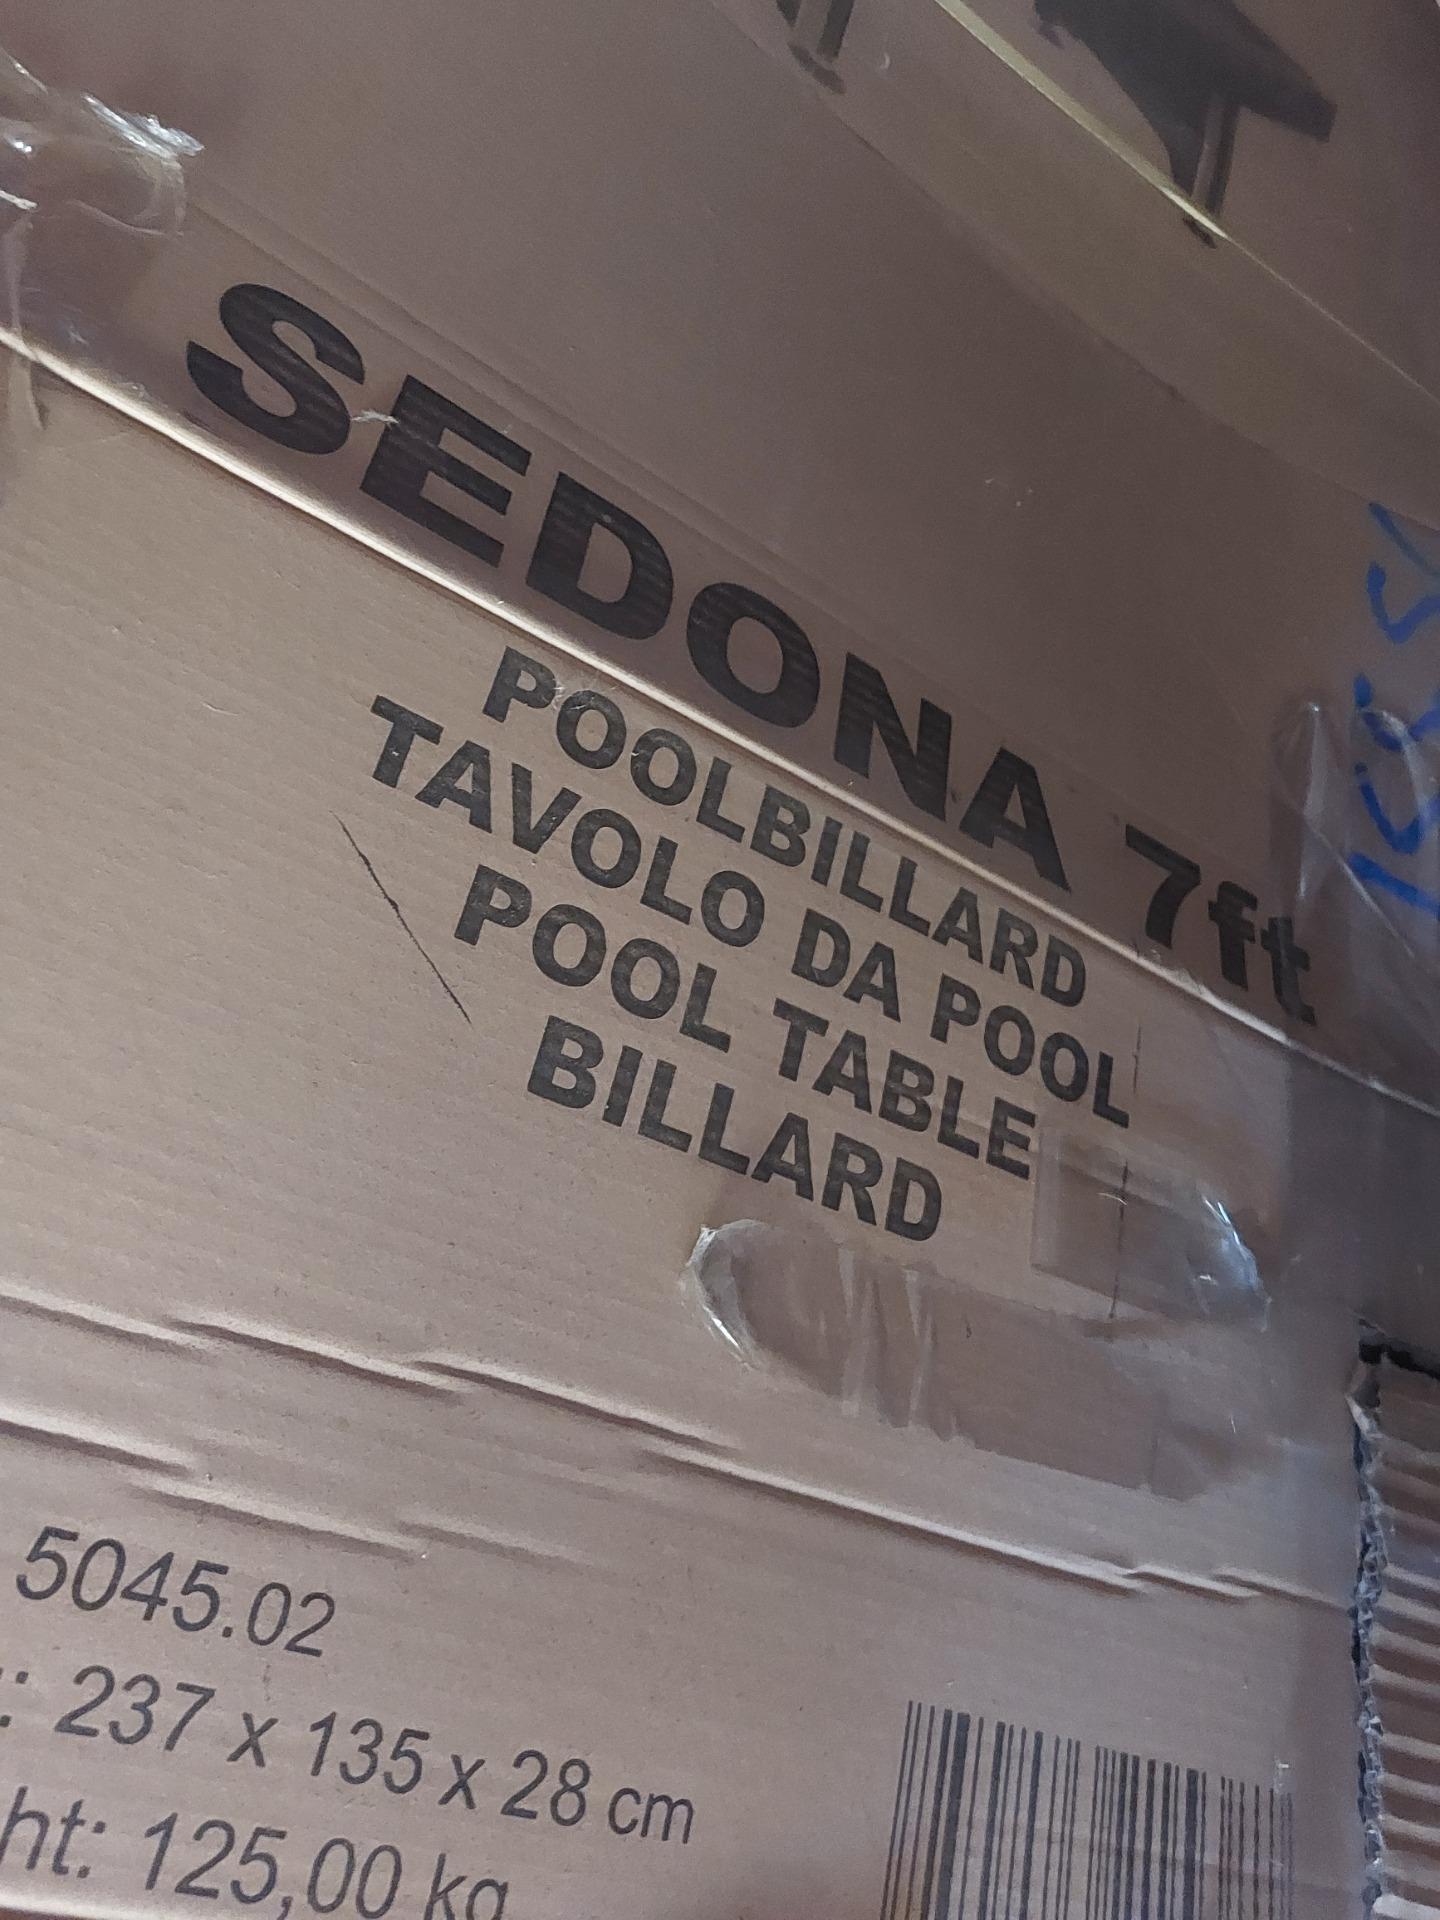 SEDONA 7ft
POOLBILLARD
TAVOLO DA POOL
POOL TABLE
BILLARD
5045.02
: 237 x 135 x 28 cm
ht: 125,00 kg